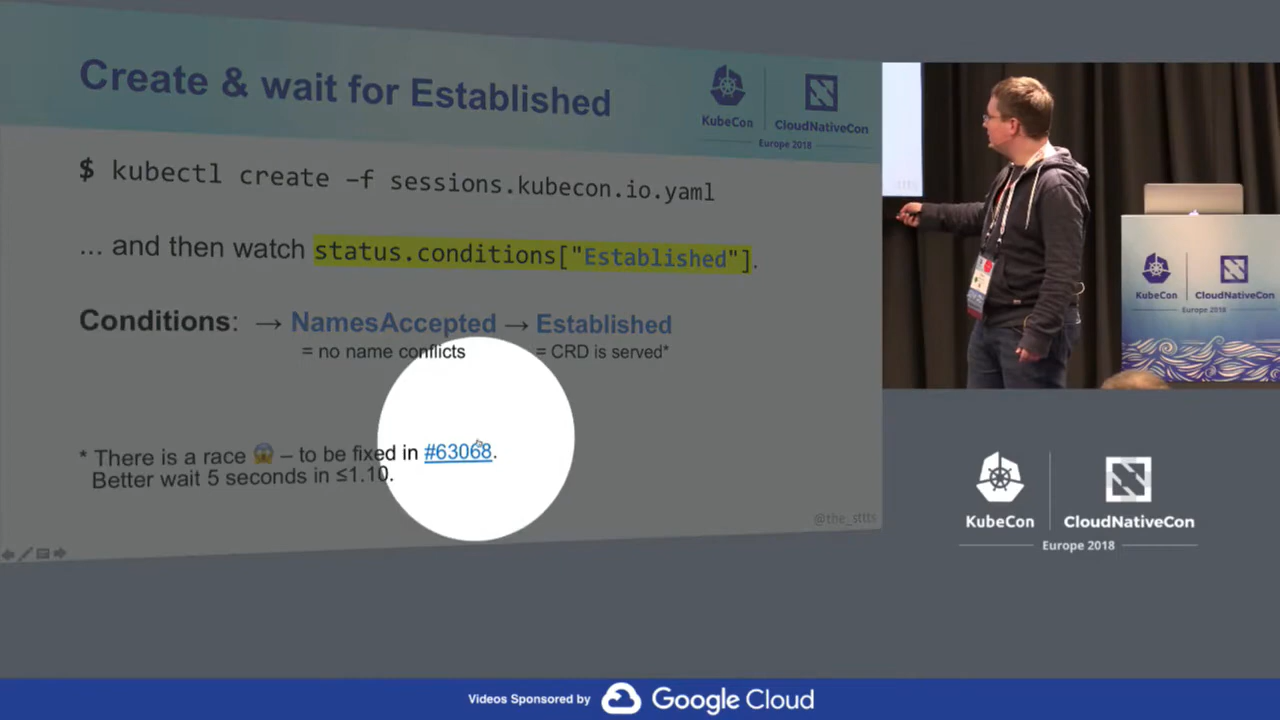 Create & wait for Established
KubeCon
CloudNativeCon
Europe 2018
$ kubectl create -f sessions.kubecon.io.yaml
... and then watch status.conditions["Established"].
Conditions: → NamesAccepted → Established
= no name conflicts = CRD is served*
* There is a race 😱 – to be fixed in #63068.
Better wait 5 seconds in ≤1.10.
@the_sttts
KubeCon
CloudNativeCon
Europe 2018
KubeCon
CloudNativeCon
Europe 2018
Videos Sponsored by Google Cloud